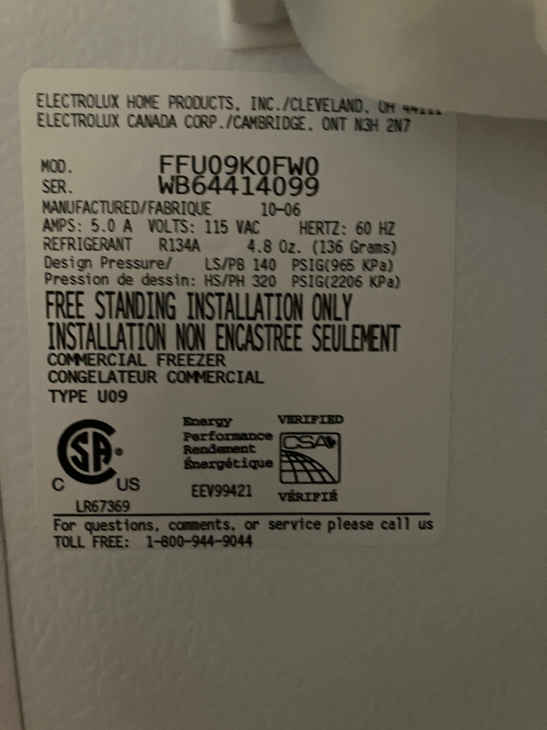 ELECTROLUX HOME PRODUCTS, INC./CLEVELAND, OH 44111
ELECTROLUX CANADA CORP./CAMBRIDGE, ONT N3H 2N7
MOD. FFU09K0FW0
SER. WB64414099
MANUFACTURED/FABRIQUE 10-06
AMPS: 5.0 A VOLTS: 115 VAC HERTZ: 60 HZ
REFRIGERANT R134A 4.8 Oz. (136 Grams)
Design Pressure/ LS/PB 140 PSIG(965 KPa)
Pression de dessin: HS/PH 320 PSIG(2206 KPa)
FREE STANDING INSTALLATION ONLY
INSTALLATION NON ENCASTREE SEULEMENT
COMMERCIAL FREEZER
CONGELATEUR COMMERCIAL
TYPE U09
Energy VERIFIED
Performance
Rendement CSA
Énergétique
SA
C US
EEV99421 VÉRIFIÉ
LR67369
For questions, comments, or service please call us
TOLL FREE: 1-800-944-9044